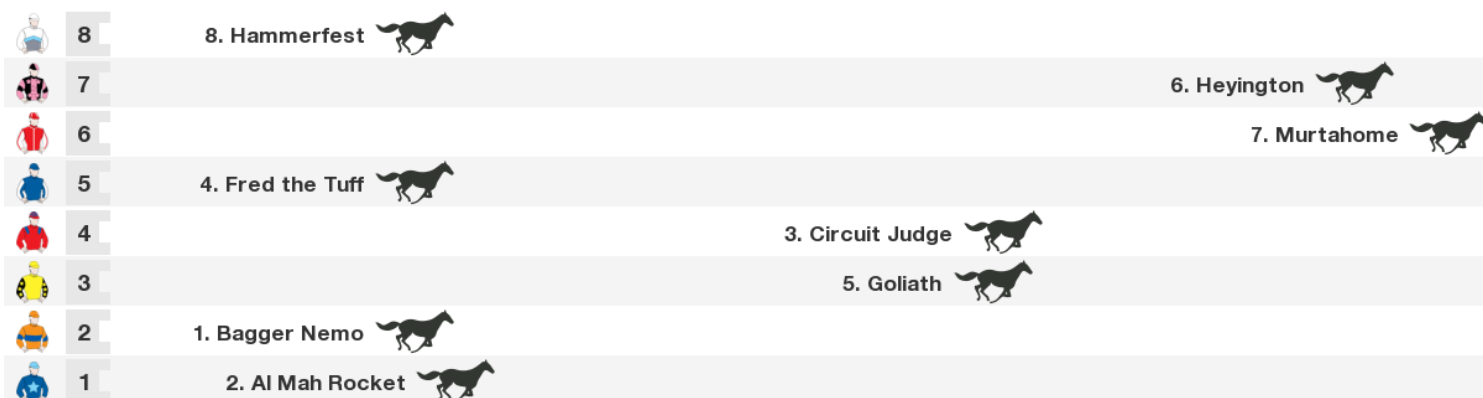 8 8. Hammerfest
7 6. Heyington
6 7. Murtahome
5 4. Fred the Tuff
4 3. Circuit Judge
3 5. Goliath
2 1. Bagger Nemo
1 2. Al Mah Rocket